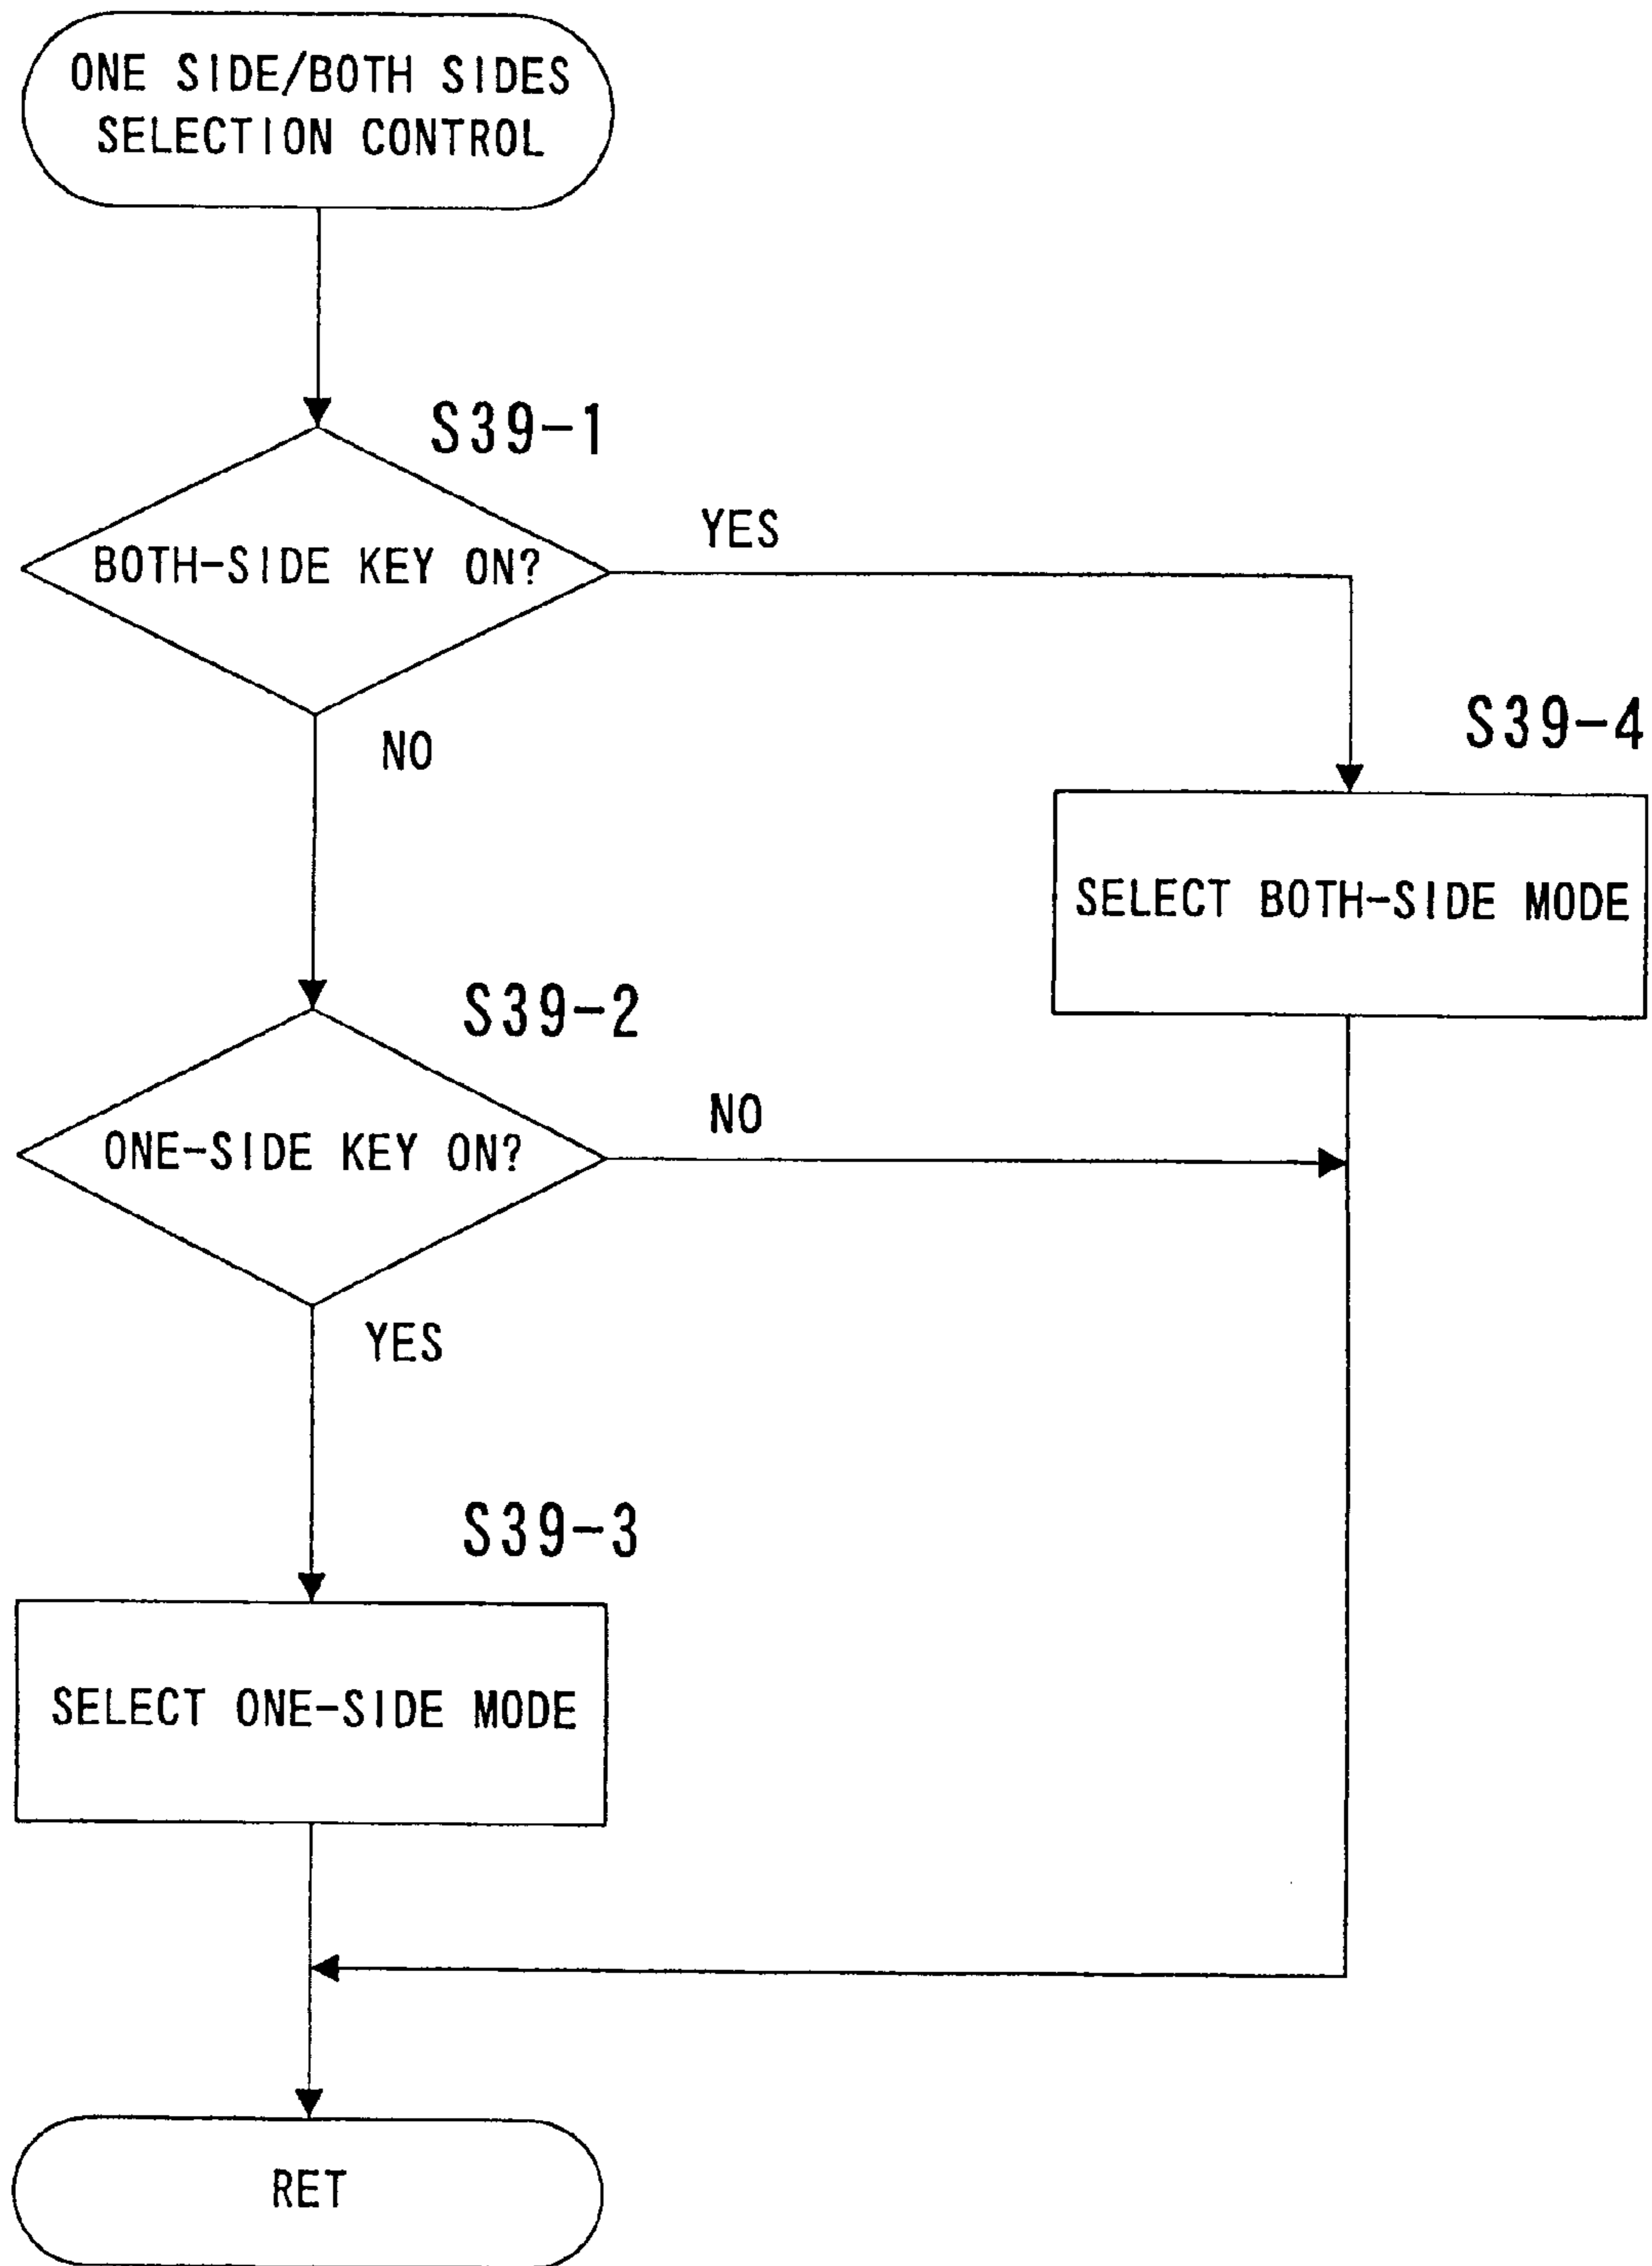 ONE SIDE/BOTH SIDES
SELECTION CONTROL
S39-1
BOTH-SIDE KEY ON?
YES
NO
S39-4
SELECT BOTH-SIDE MODE
S39-2
ONE-SIDE KEY ON?
NO
YES
S39-3
SELECT ONE-SIDE MODE
RET